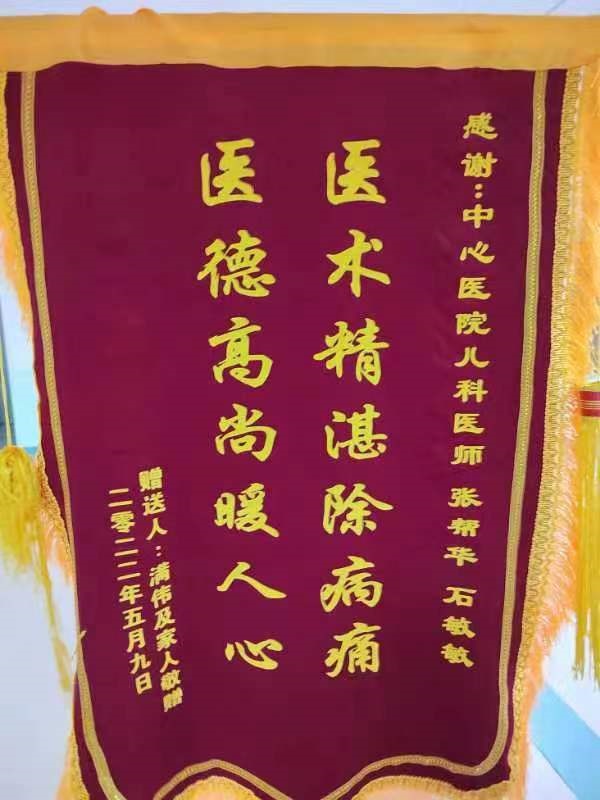 感谢：中心医院儿科医师 张帮华 石敏敏
医术精湛除病痛
医德高尚暖人心
赠送人：满伟及家人敬赠
二零二二年五月九日